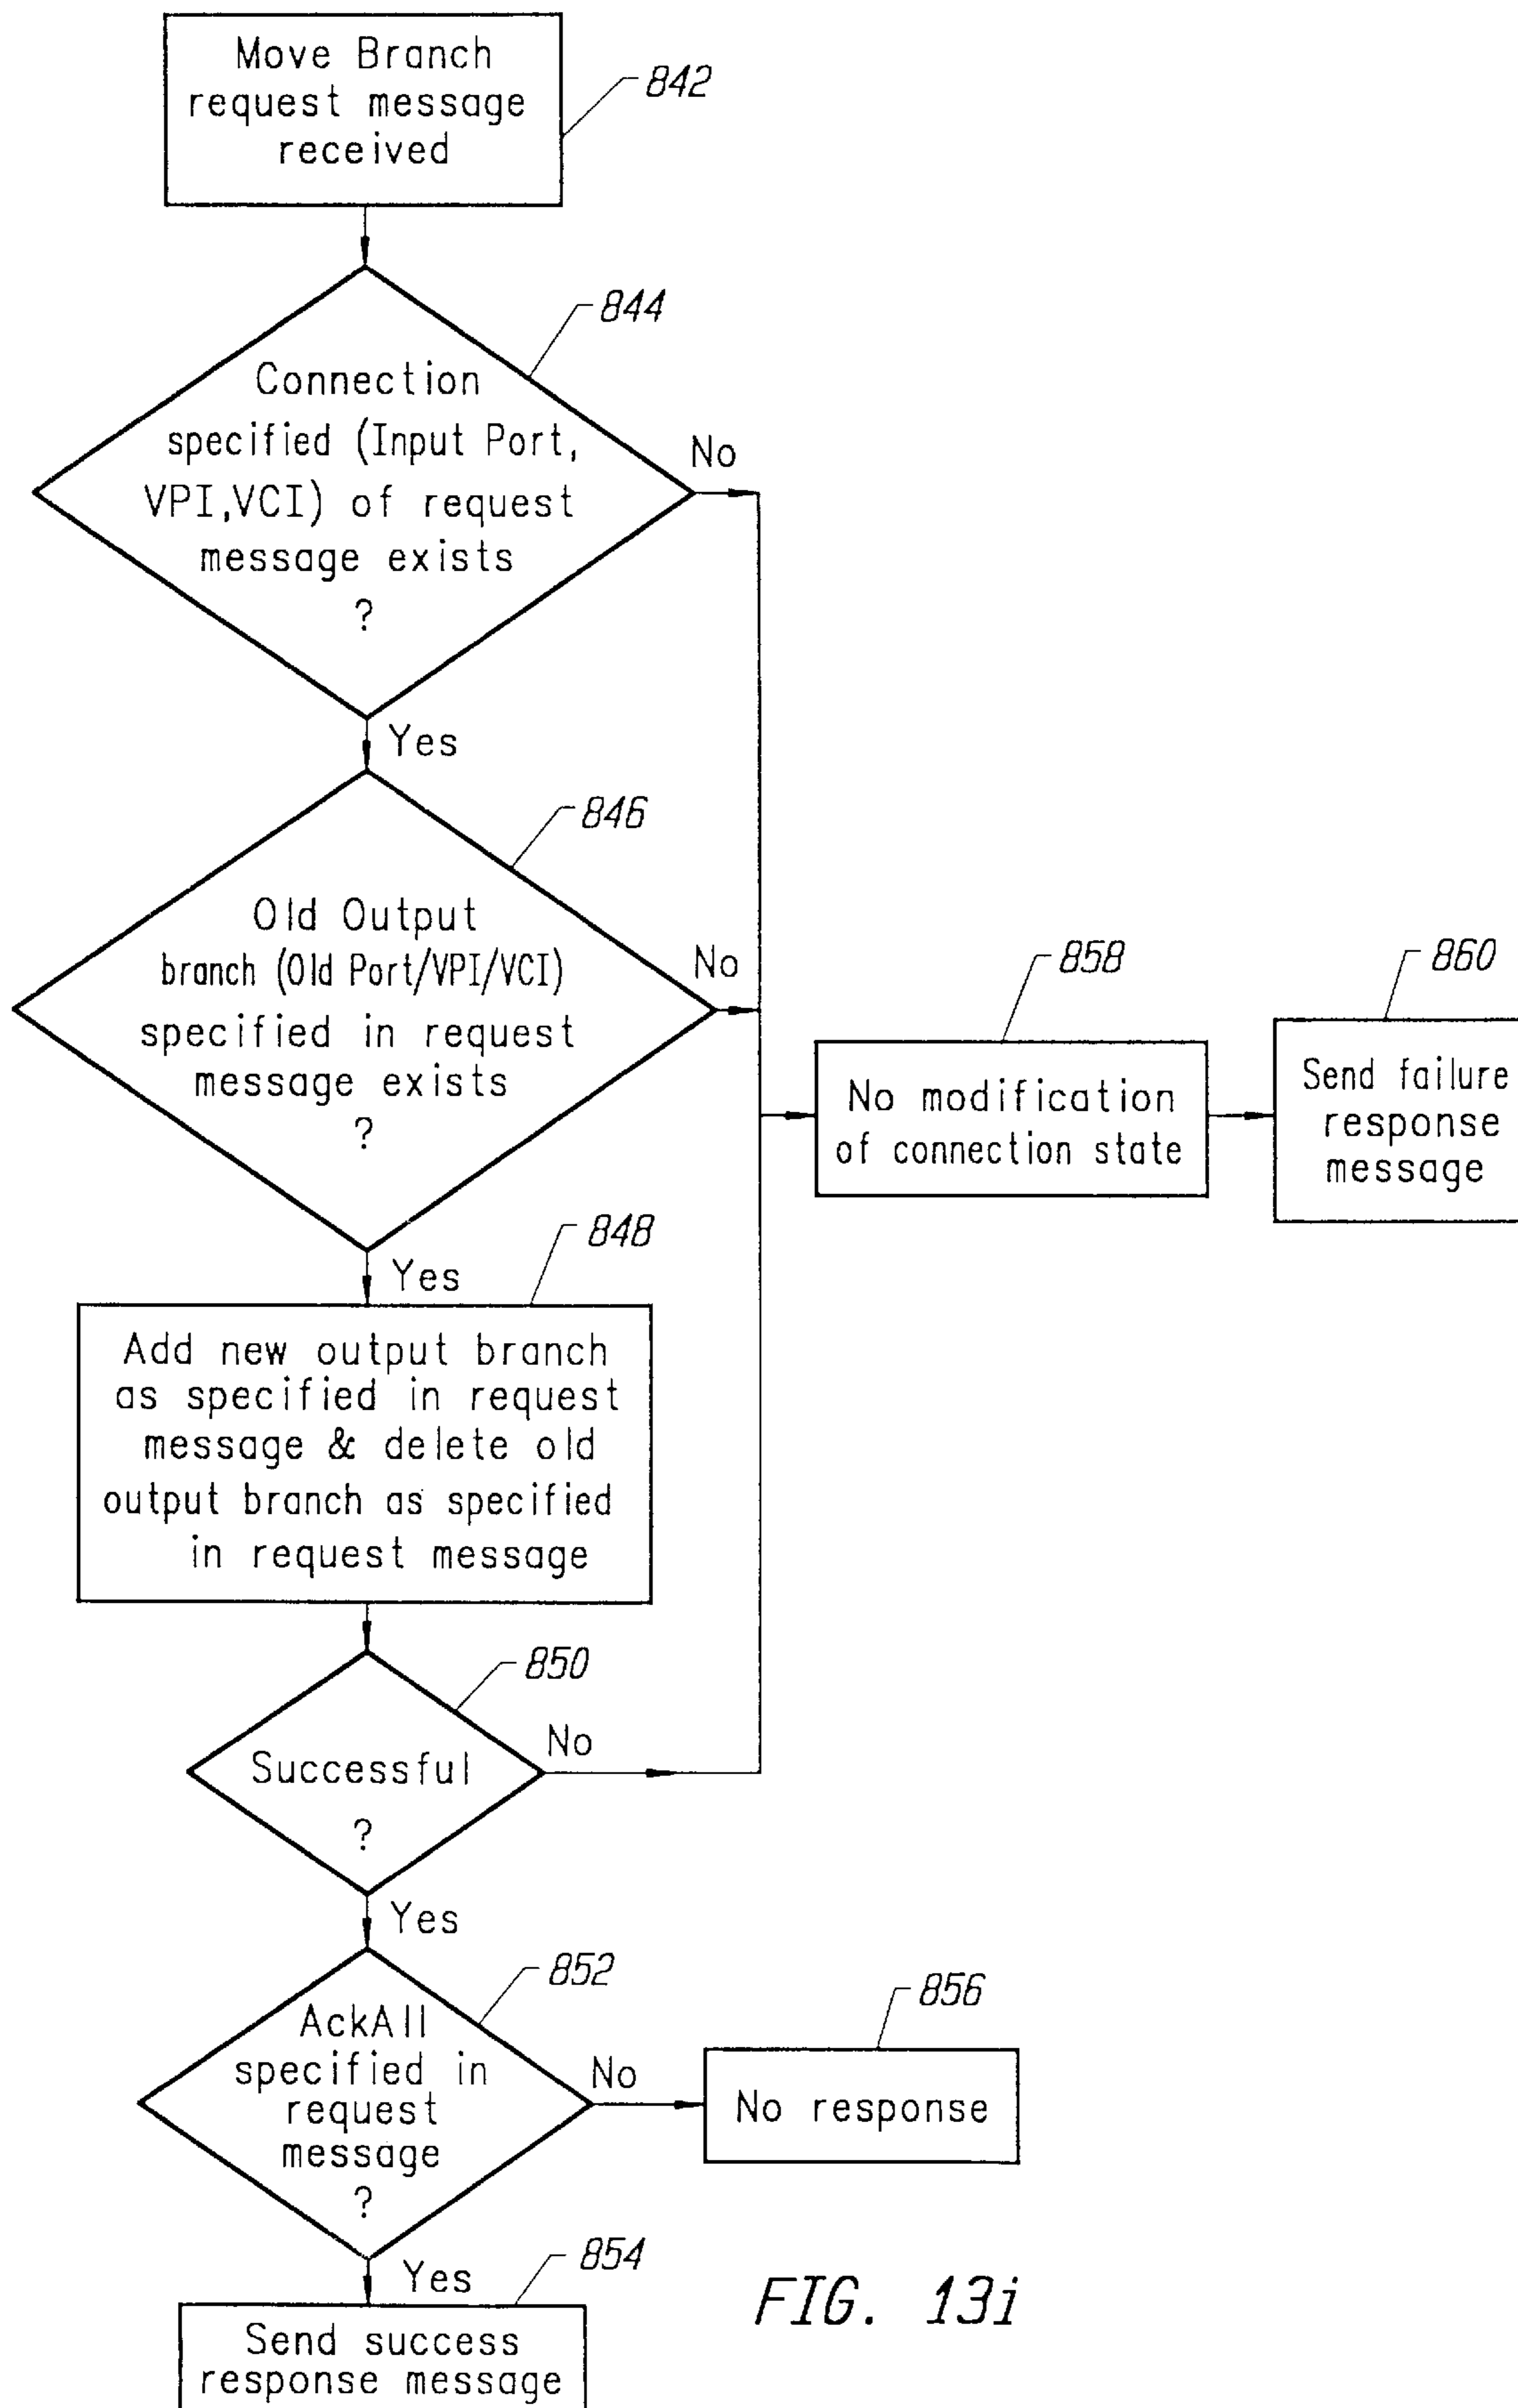 Move Branch
request message
received
842
844
Connection
specified (Input Port,
VPI,VCI) of request
message exists
?
No
Yes
846
Old Output
branch (Old Port/VPI/VCI)
specified in request
message exists
?
No
858
No modification
of connection state
860
Send failure
response
message
Yes
848
Add new output branch
as specified in request
message & delete old
output branch as specified
in request message
850
Successful
?
No
Yes
852
AckAll
specified in
request
message
?
No
856
No response
Yes
854
Send success
response message
FIG. 13i